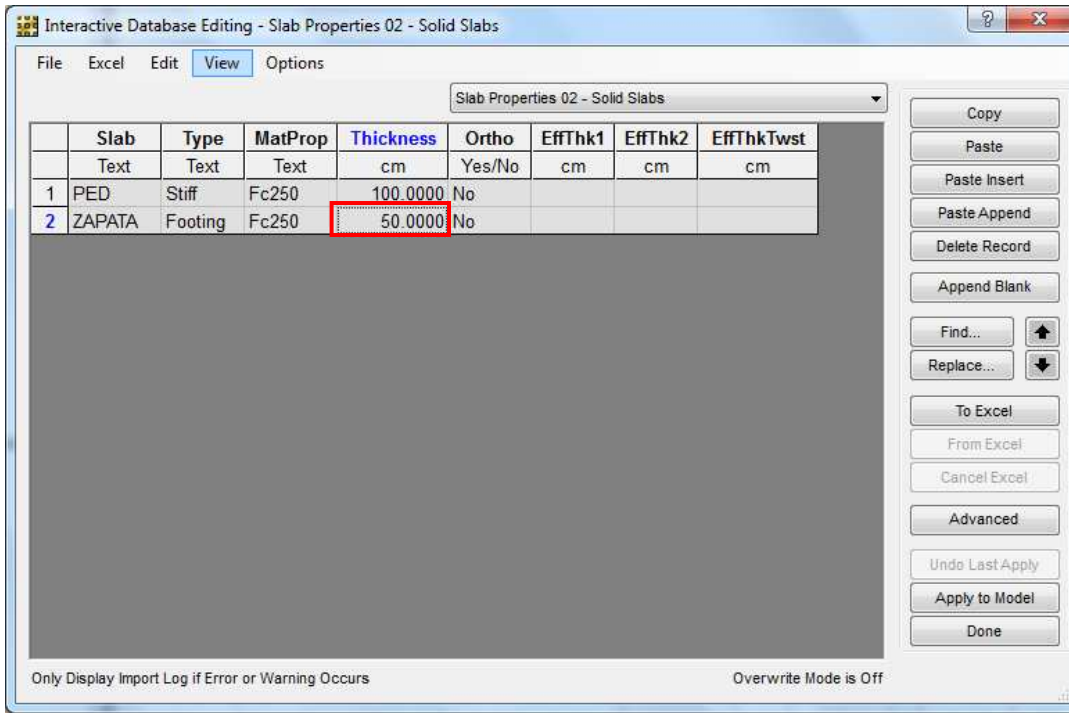 Interactive Database Editing - Slab Properties 02 - Solid Slabs
File Excel Edit View Options
Slab Properties 02 - Solid Slabs
Slab Type MatProp Thickness Ortho EffThk1 EffThk2 EffThkTwst
Text Text Text cm Yes/No cm cm cm
1 PED Stiff Fc250 100.0000 No
2 ZAPATA Footing Fc250 50.0000 No
Copy
Paste
Paste Insert
Paste Append
Delete Record
Append Blank
Find...
Replace...
To Excel
From Excel
Cancel Excel
Advanced
Undo Last Apply
Apply to Model
Done
Only Display Import Log if Error or Warning Occurs Overwrite Mode is Off